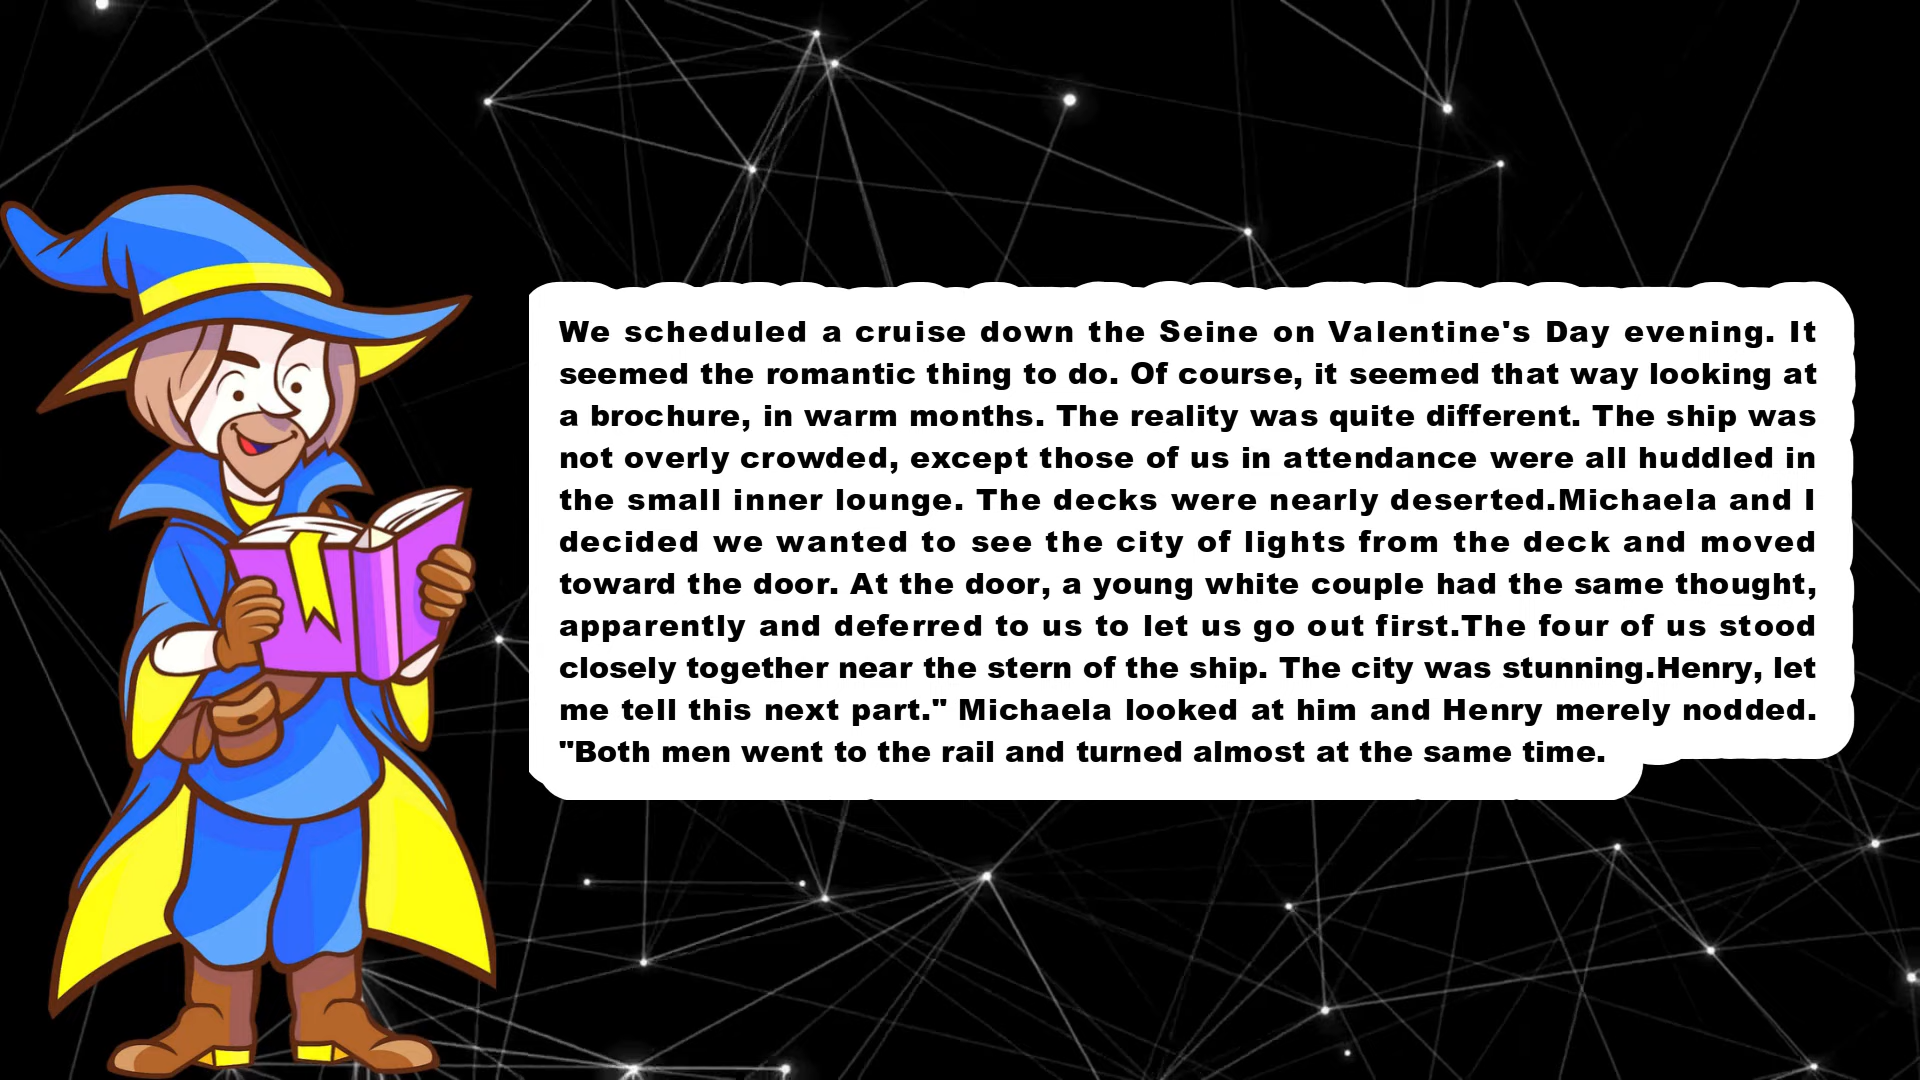 We scheduled a cruise down the Seine on Valentine's Day evening. It
seemed the romantic thing to do. Of course, it seemed that way looking at
a brochure, in warm months. The reality was quite different. The ship was
not overly crowded, except those of us in attendance were all huddled in
the small inner lounge. The decks were nearly deserted.Michaela and I
decided we wanted to see the city of lights from the deck and moved
toward the door. At the door, a young white couple had the same thought,
apparently and deferred to us to let us go out first.The four of us stood
closely together near the stern of the ship. The city was stunning.Henry, let
me tell this next part." Michaela looked at him and Henry merely nodded.
"Both men went to the rail and turned almost at the same time.